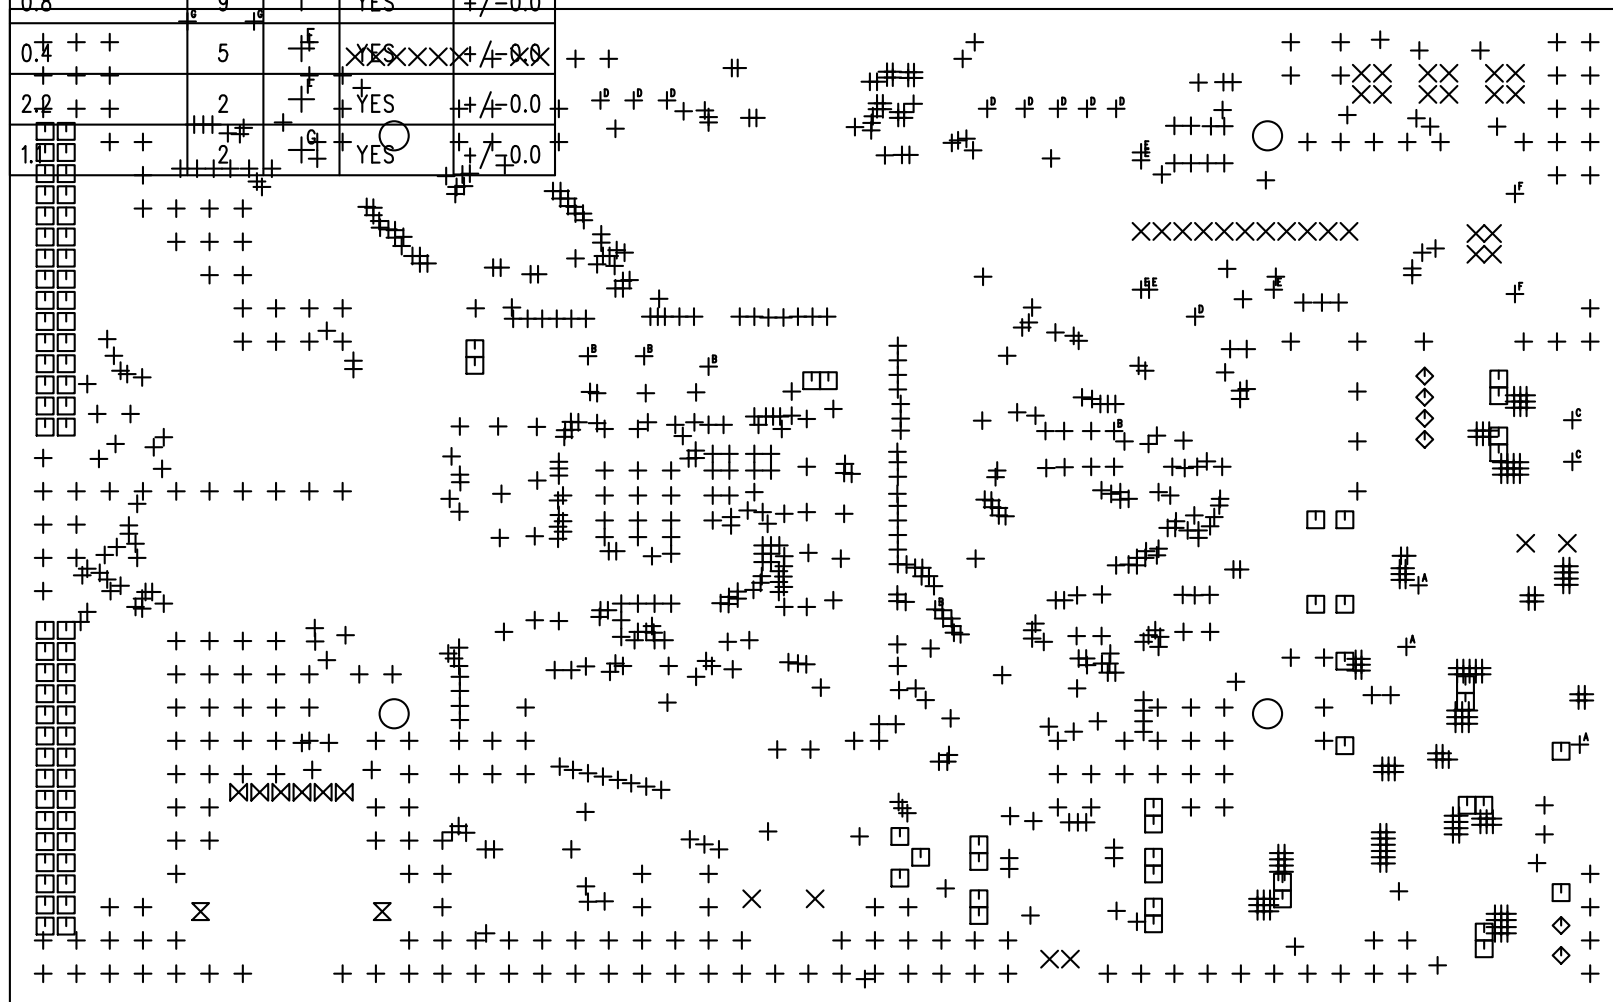 0.8 9 YES +/-0.0
G G
0.4 5 F YES +/-0.0
2.2 2 F YES +/-0.0
1.1 2 G YES +/-0.0
D D D D D D D D
E
E
F
E E E
F
D
B B B
C
B
C
A
B
A
A